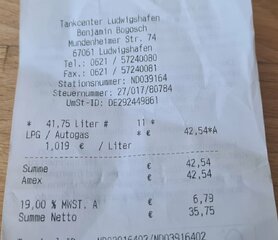 Tankcenter Ludwigshafen
Benjamin Bogosch
Mundenheimer Str. 74
67061 Ludwigshafen
Tel.: 0621 / 57240080
Fax.: 0621 / 57240081
Stationsnummer: ND039164
Steuernummer: 27/017/80784
UmSt-ID: DE292449861
* 41,75 Liter # 11 *
LPG / Autogas * € 42,54*A
1,019 € / Liter
Summe € 42,54
Amex € 42,54
19,00 % MWST. A € 6,79
Summe Netto € 35,75
ND03916402/ND03916402